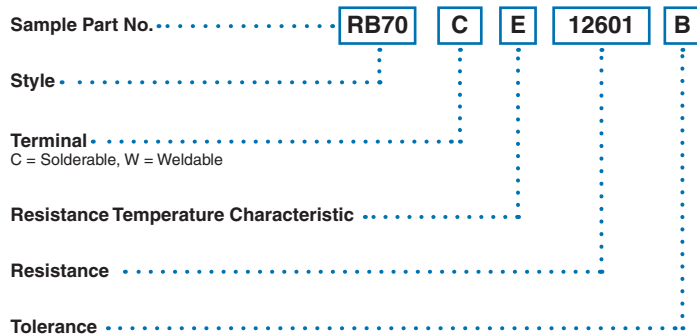 Sample Part No. RB70 C E 12601 B
Style
Terminal
C = Solderable, W = Weldable
Resistance Temperature Characteristic
Resistance
Tolerance